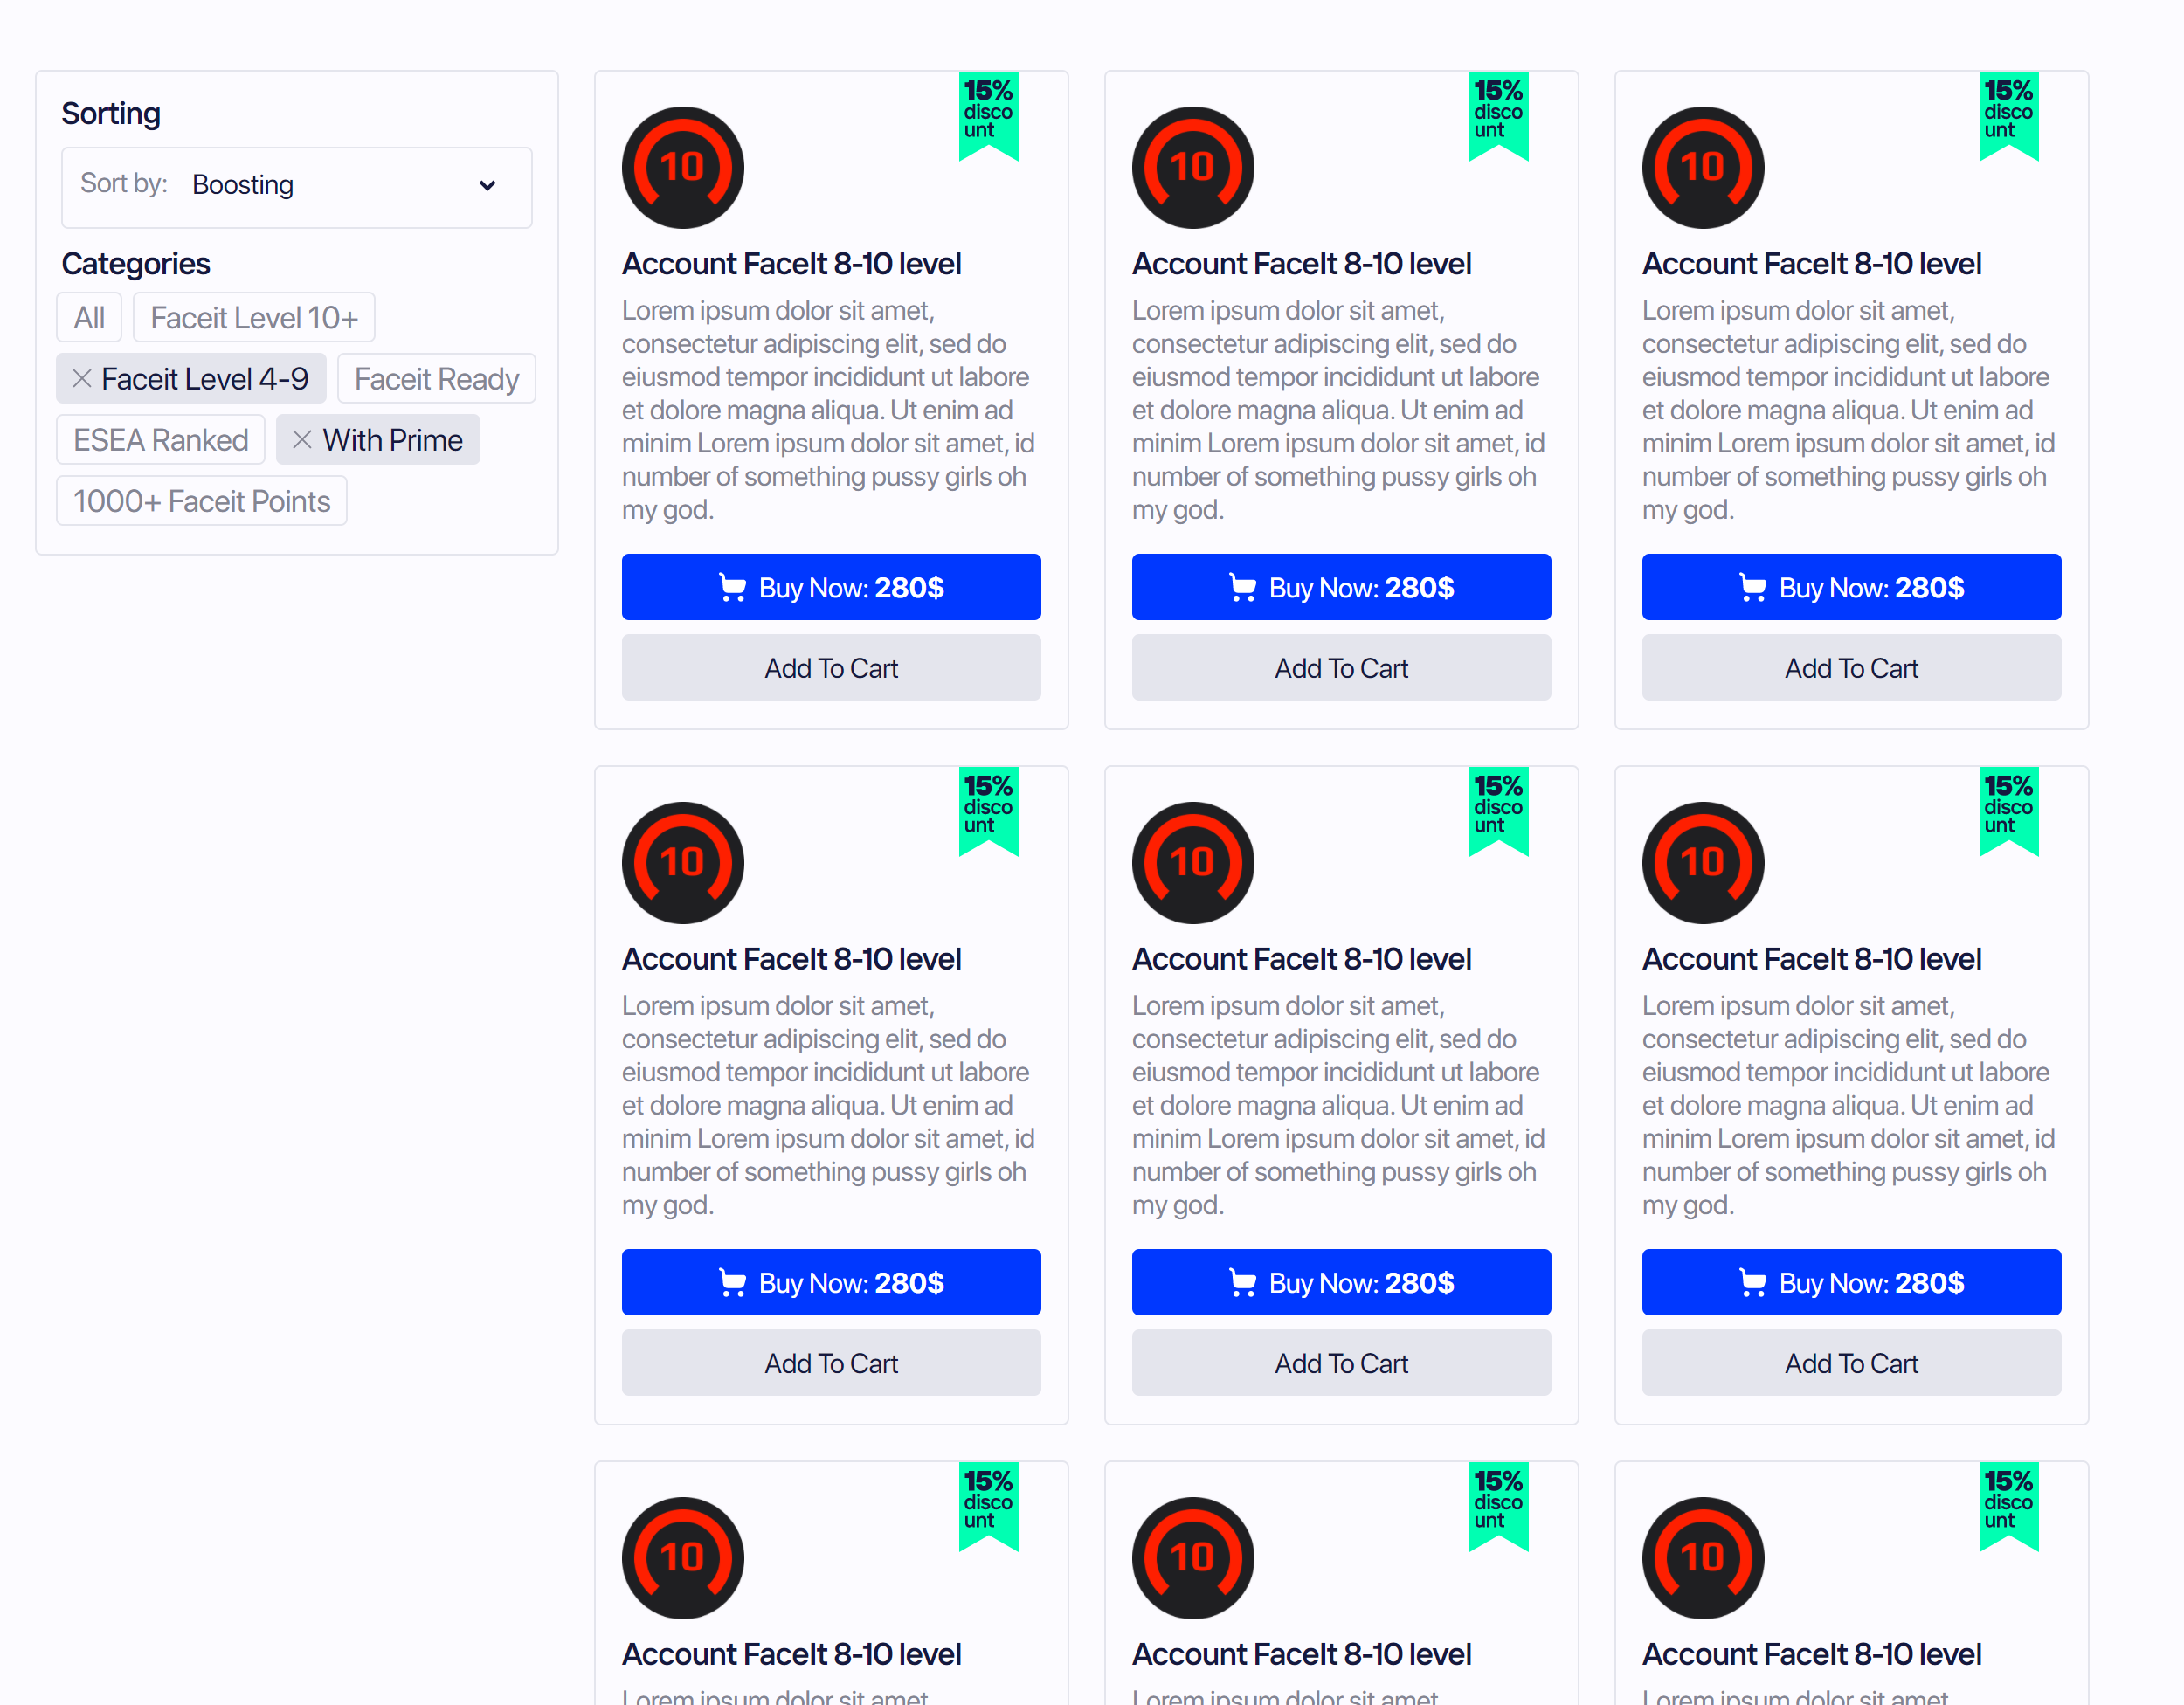 Sorting
Sort by: Boosting
Categories
All Faceit Level 10+
Faceit Level 4-9 Faceit Ready
ESEA Ranked With Prime
1000+ Faceit Points
15%
disco
unt
10
Account FaceIt 8-10 level
Lorem ipsum dolor sit amet,
consectetur adipiscing elit, sed do
eiusmod tempor incididunt ut labore
et dolore magna aliqua. Ut enim ad
minim Lorem ipsum dolor sit amet, id
number of something pussy girls oh
my god.
Buy Now: 280$
Add To Cart
15%
disco
unt
10
Account FaceIt 8-10 level
Lorem ipsum dolor sit amet,
consectetur adipiscing elit, sed do
eiusmod tempor incididunt ut labore
et dolore magna aliqua. Ut enim ad
minim Lorem ipsum dolor sit amet, id
number of something pussy girls oh
my god.
Buy Now: 280$
Add To Cart
15%
disco
unt
10
Account FaceIt 8-10 level
Lorem ipsum dolor sit amet,
consectetur adipiscing elit, sed do
eiusmod tempor incididunt ut labore
et dolore magna aliqua. Ut enim ad
minim Lorem ipsum dolor sit amet, id
number of something pussy girls oh
my god.
Buy Now: 280$
Add To Cart
15%
disco
unt
10
Account FaceIt 8-10 level
Lorem ipsum dolor sit amet,
consectetur adipiscing elit, sed do
eiusmod tempor incididunt ut labore
et dolore magna aliqua. Ut enim ad
minim Lorem ipsum dolor sit amet, id
number of something pussy girls oh
my god.
Buy Now: 280$
Add To Cart
15%
disco
unt
10
Account FaceIt 8-10 level
Lorem ipsum dolor sit amet,
consectetur adipiscing elit, sed do
eiusmod tempor incididunt ut labore
et dolore magna aliqua. Ut enim ad
minim Lorem ipsum dolor sit amet, id
number of something pussy girls oh
my god.
Buy Now: 280$
Add To Cart
15%
disco
unt
10
Account FaceIt 8-10 level
Lorem ipsum dolor sit amet,
consectetur adipiscing elit, sed do
eiusmod tempor incididunt ut labore
et dolore magna aliqua. Ut enim ad
minim Lorem ipsum dolor sit amet, id
number of something pussy girls oh
my god.
Buy Now: 280$
Add To Cart
15%
disco
unt
10
Account FaceIt 8-10 level
Lorem ipsum dolor sit amet
15%
disco
unt
10
Account FaceIt 8-10 level
Lorem ipsum dolor sit amet
15%
disco
unt
10
Account FaceIt 8-10 level
Lorem ipsum dolor sit amet